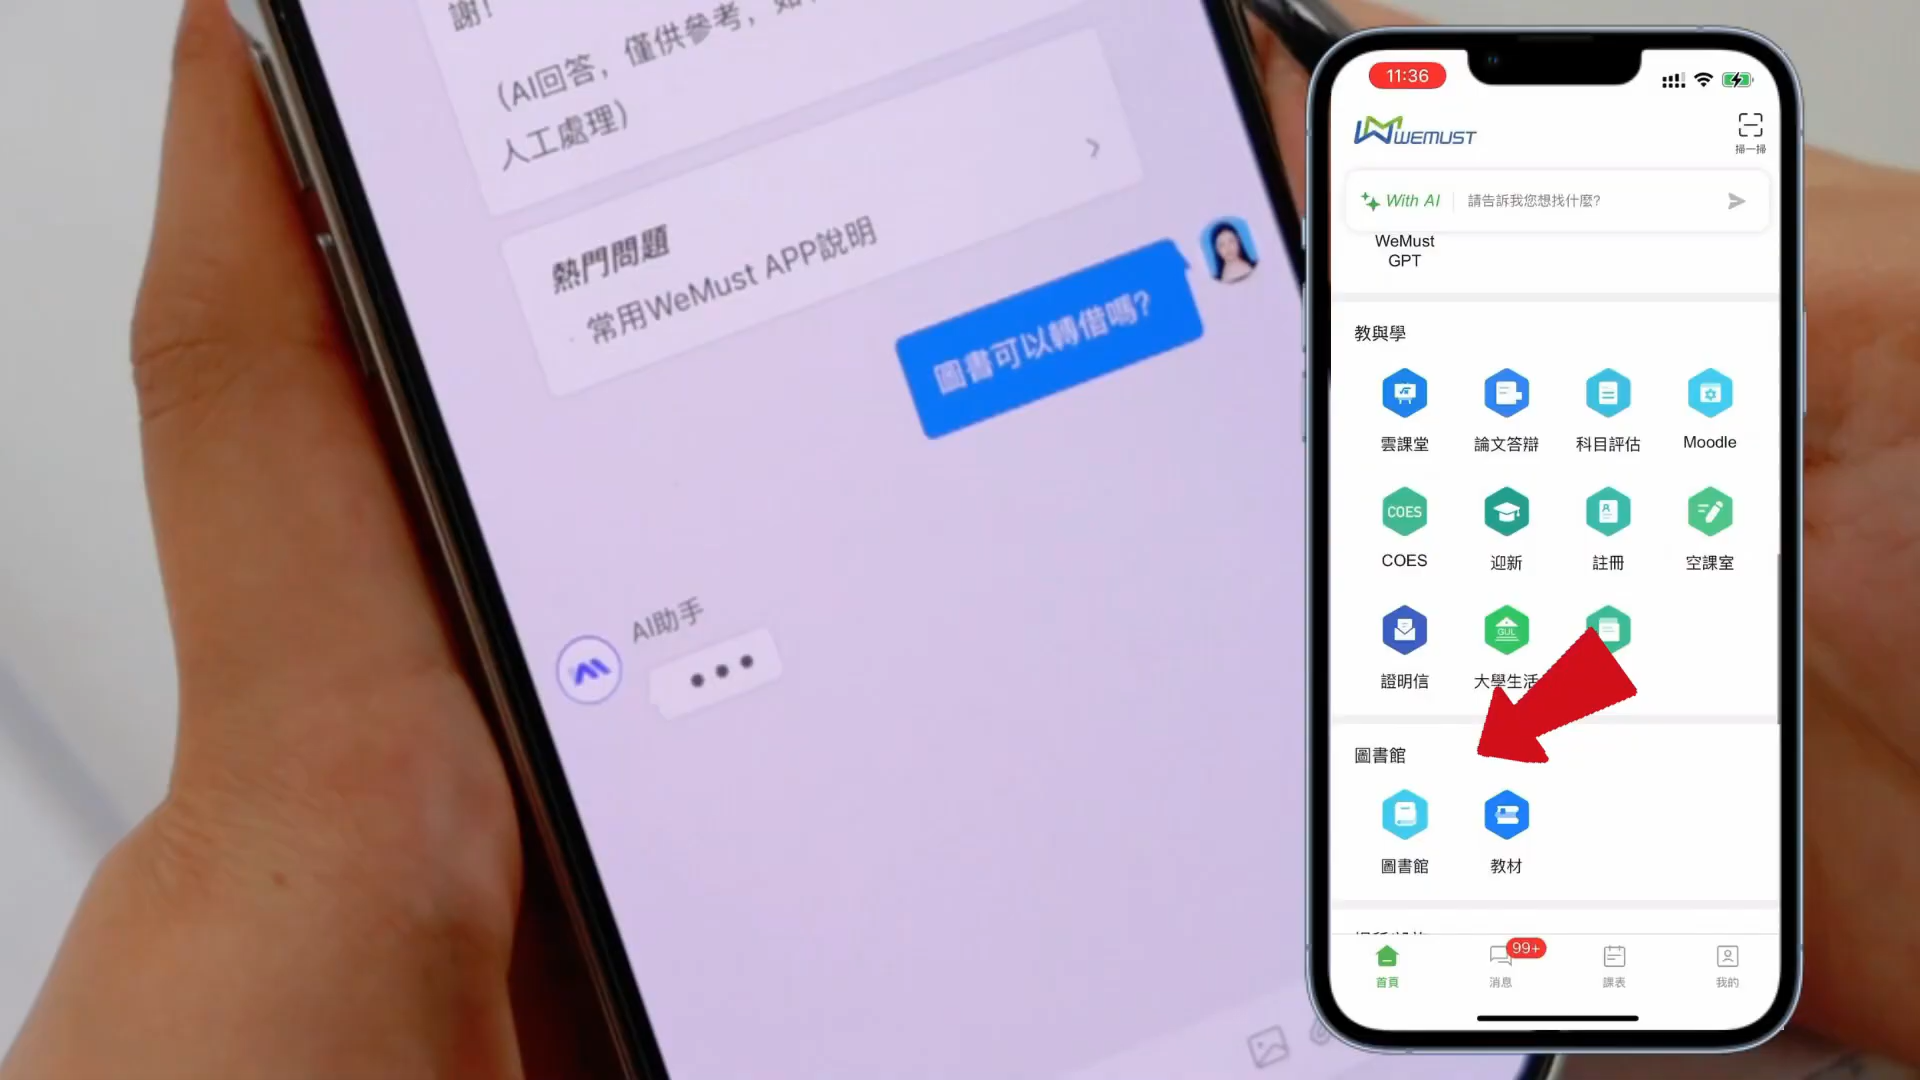 謝!
(AI回答，僅供參考，如
人工處理)
熱門問題
· 常用WeMust APP說明
圖書可以轉借嗎?
AI助手
11:36
WEMUST
掃一掃
With AI
請告訴我您想找什麼?
WeMust
GPT
教與學
雲課堂
論文答辯
科目評估
Moodle
COES
COES
迎新
註冊
空課室
GUL
證明信
大學生活
圖書館
圖書館
教材
首頁
99+
消息
課表
我的